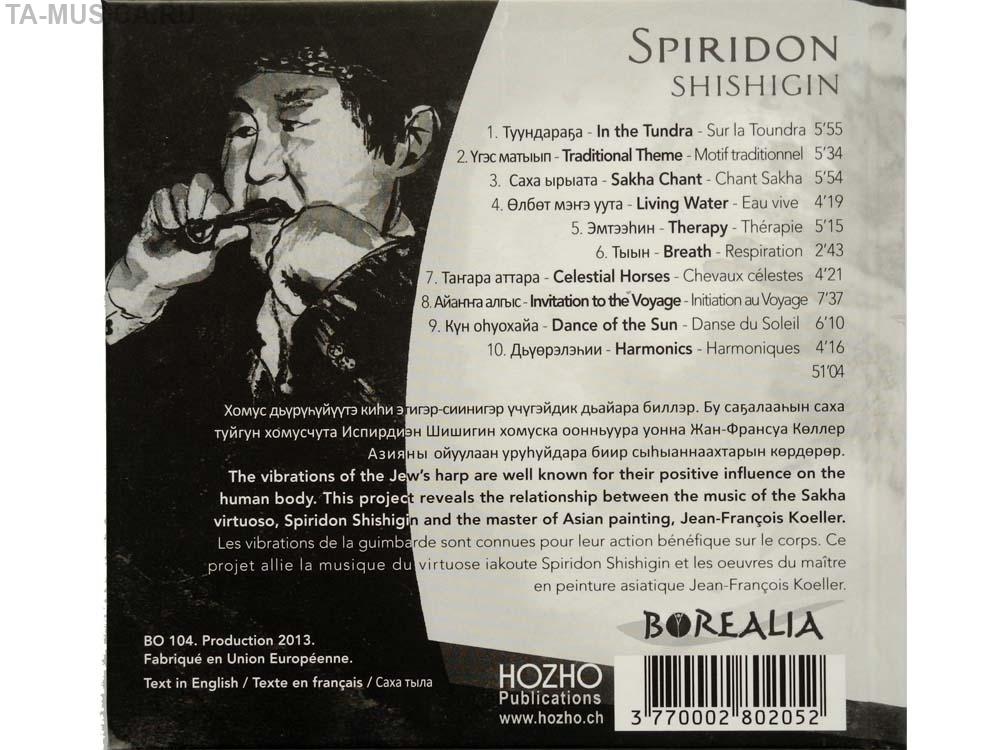 TA-MUSICA.RU
SPIRIDON
SHISHIGIN
1. Туундараҕа - In the Tundra - Sur la Toundra 5'55
2. Үгэс матыып - Traditional Theme - Motif traditionnel 5'34
3. Саха ырыата - Sakha Chant - Chant Sakha 5'54
4. Өлбөт мэҥэ уута - Living Water - Eau vive 4'19
5. Эмтээһин - Therapy - Thérapie 5'15
6. Тыын - Breath - Respiration 2'43
7. Таҥара аттара - Celestial Horses - Chevaux célestes 4'21
8. Айаҥҥа алгыс - Invitation to the Voyage - Initiation au Voyage 7'37
9. Күн оһуохайа - Dance of the Sun - Danse du Soleil 6'10
10. Дьүөрэлэһии - Harmonics - Harmoniques 4'16
51'04
Хомус дьүрүһүйүүтэ киһи этигэр-сиинигэр үчүгэйдик дьайара биллэр. Бу саҕалааһын саха
туйгун хомусчута Испирдиэн Шишигин хомуска оонньуура уонна Жан-Франсуа Көллер
Азияны ойуулаан уруһуйдара биир сыһыаннаахтарын көрдөрөр.
The vibrations of the Jew's harp are well known for their positive influence on the
human body. This project reveals the relationship between the music of the Sakha
virtuoso, Spiridon Shishigin and the master of Asian painting, Jean-François Koeller.
Les vibrations de la guimbarde sont connues pour leur action bénéfique sur le corps. Ce
projet allie la musique du virtuose iakoute Spiridon Shishigin et les oeuvres du maître
en peinture asiatique Jean-François Koeller.
BOREALIA
BO 104. Production 2013.
Fabriqué en Union Européenne.
Text in English / Texte en français / Саха тыла
HOZHO
Publications
www.hozho.ch
3 770002 802052